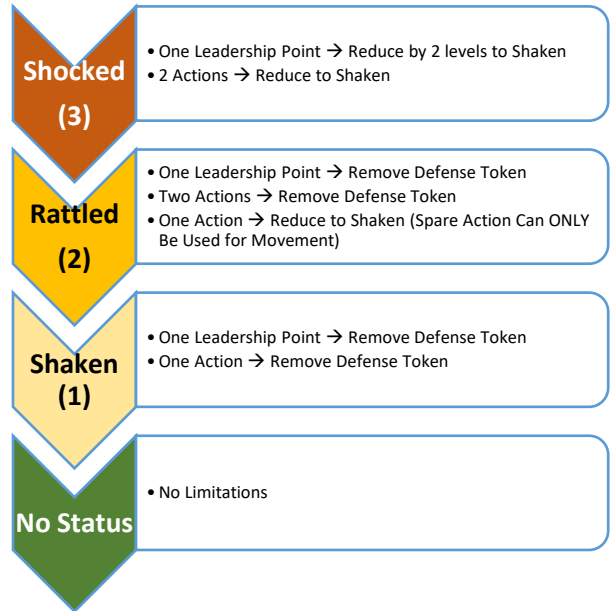 Shocked
(3)
• One Leadership Point → Reduce by 2 levels to Shaken
• 2 Actions → Reduce to Shaken
Rattled
(2)
• One Leadership Point → Remove Defense Token
• Two Actions → Remove Defense Token
• One Action → Reduce to Shaken (Spare Action Can ONLY
Be Used for Movement)
Shaken
(1)
• One Leadership Point → Remove Defense Token
• One Action → Remove Defense Token
No Status
• No Limitations